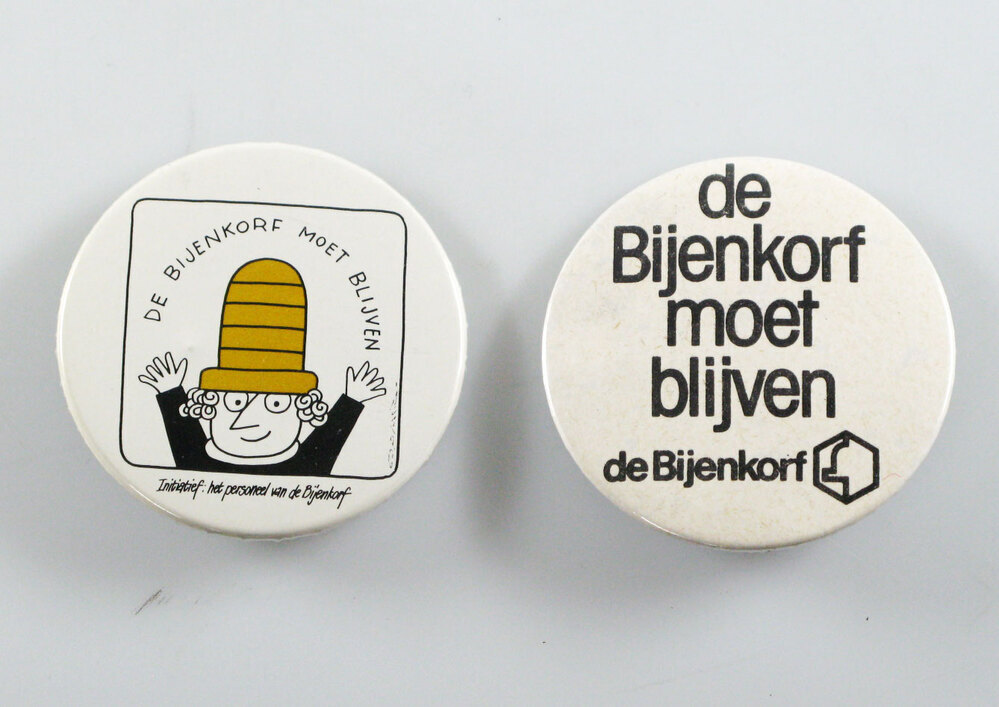 DE BIJENKORF MOET BLIJVEN
Initiatief: het personeel van de Bijenkorf
de
Bijenkorf
moet
blijven
de Bijenkorf